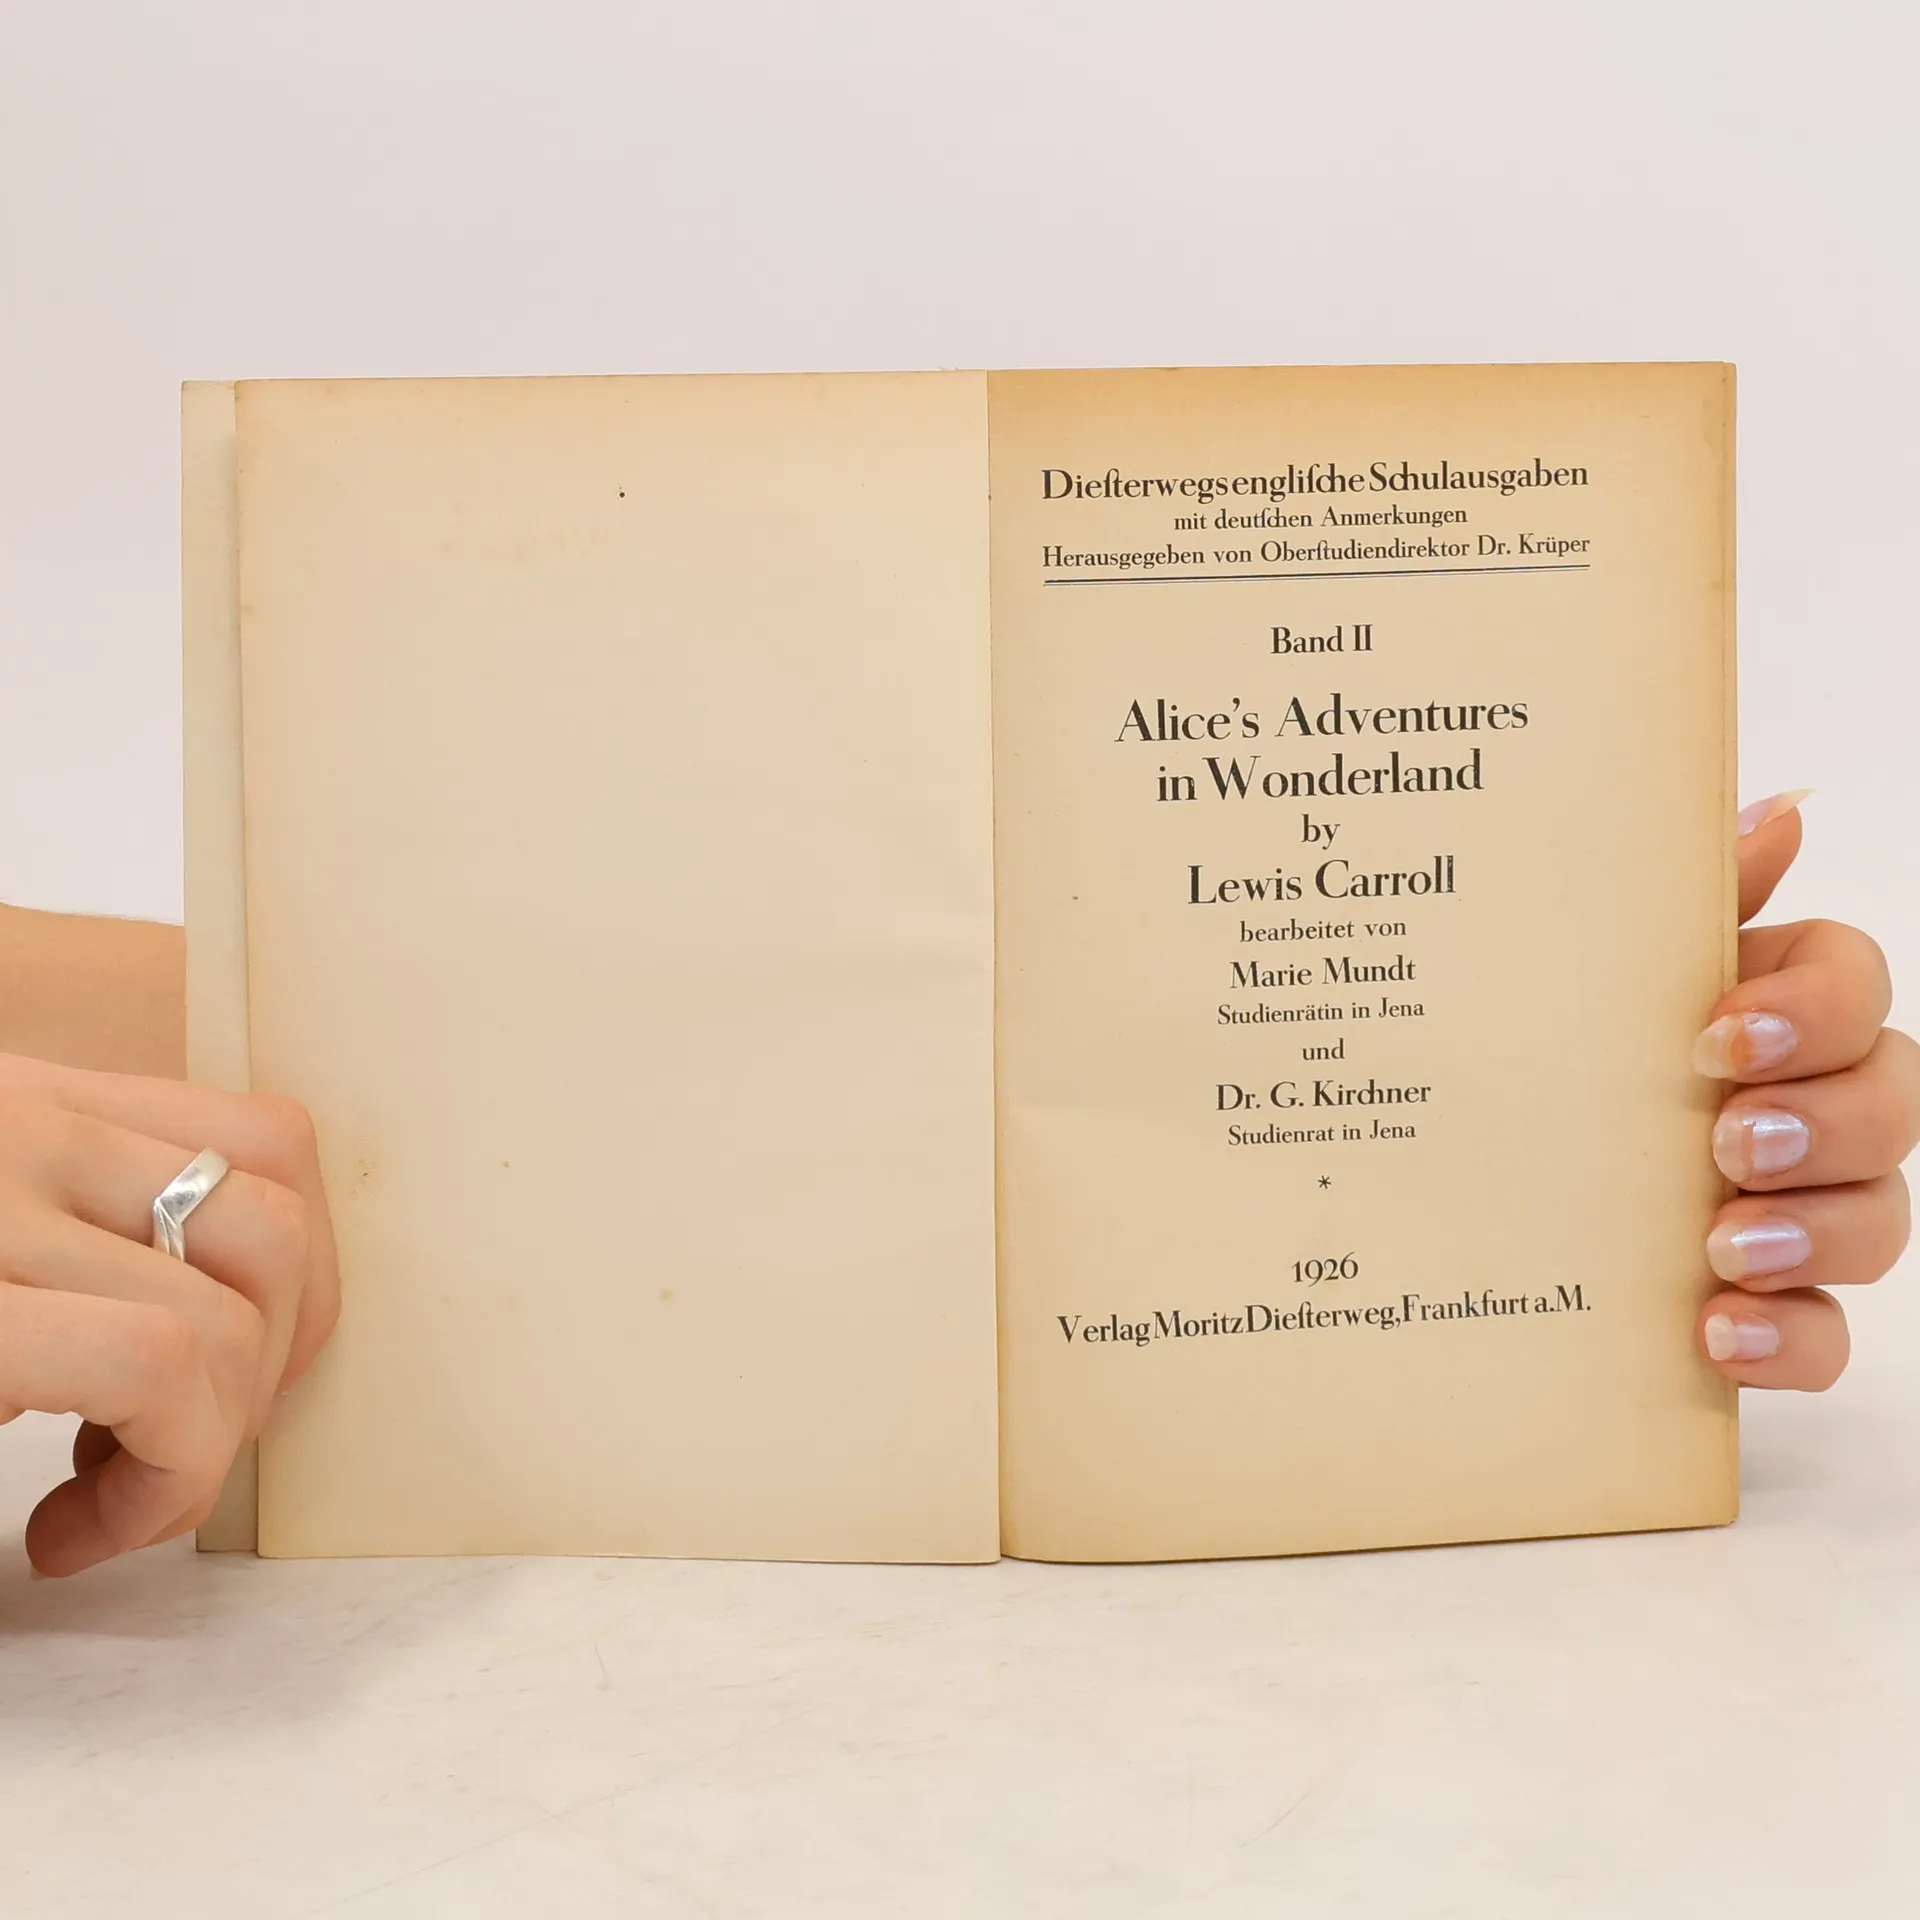 Dieſterwegs engliſche Schulausgaben
mit deutſchen Anmerkungen
Herausgegeben von Oberſtudiendirektor Dr. Krüper
Band II
Alice’s Adventures
in Wonderland
by
Lewis Carroll
bearbeitet von
Marie Mundt
Studienrätin in Jena
und
Dr. G. Kirchner
Studienrat in Jena
*
1926
Verlag Moritz Dieſterweg, Frankfurt a.M.